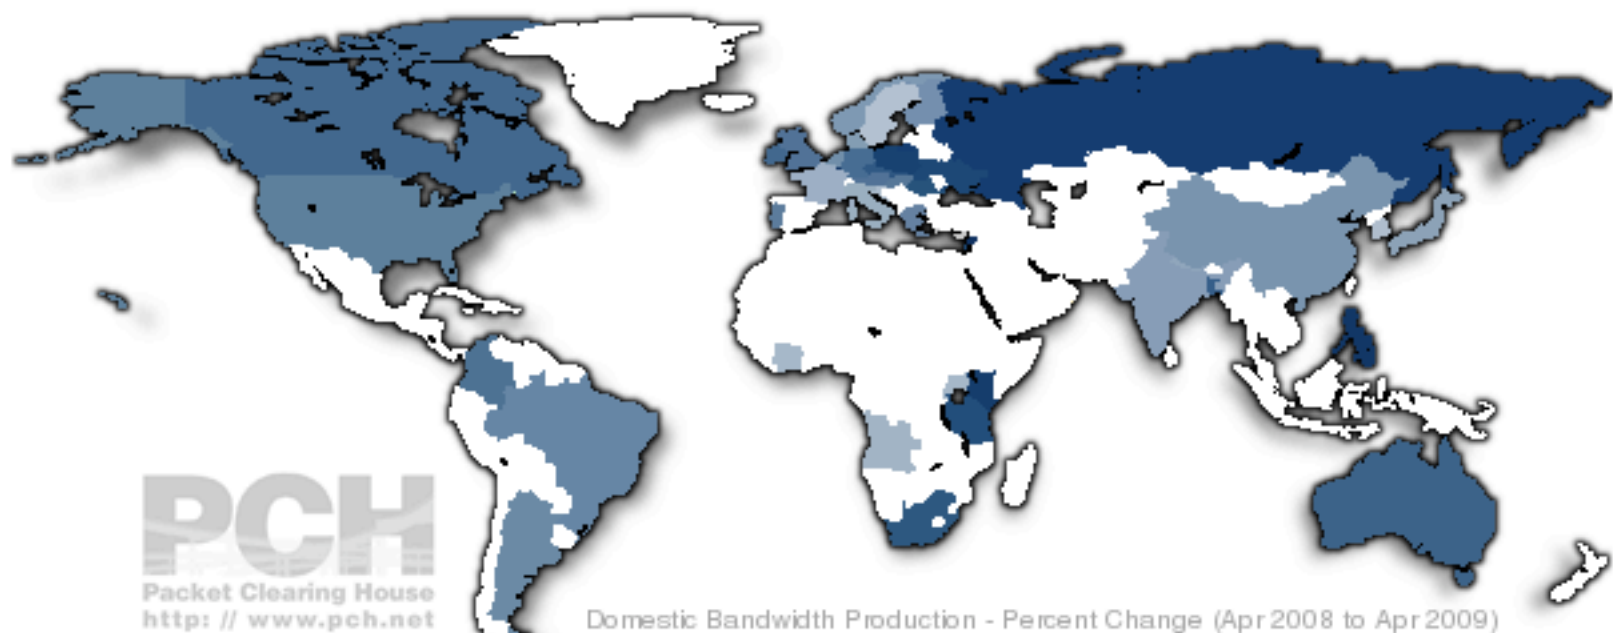 PCH
Packet Clearing House
http: // www.pch.net
Domestic Bandwidth Production - Percent Change (Apr 2008 to Apr 2009)